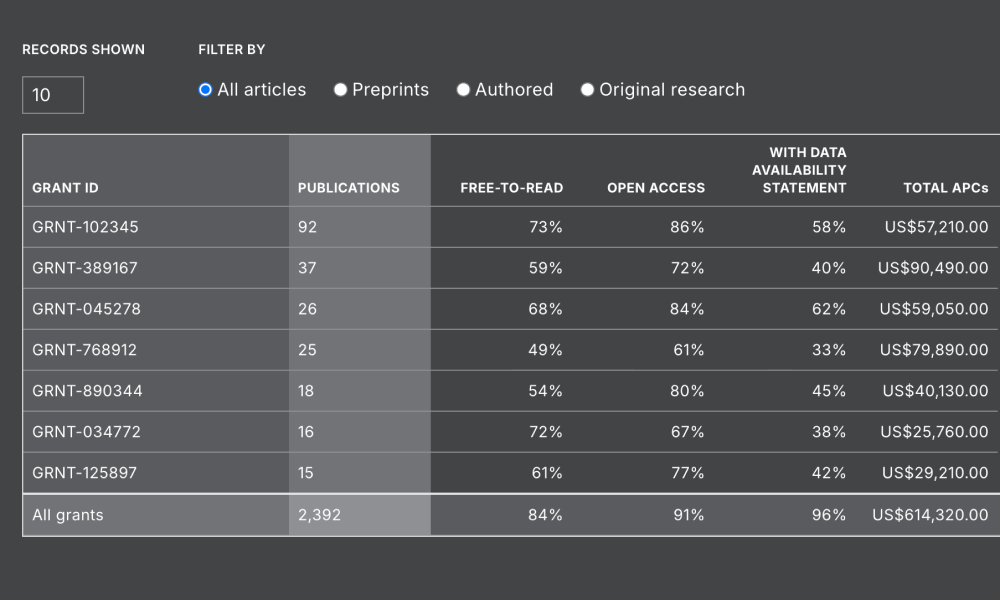 RECORDS SHOWN FILTER BY
10 All articles Preprints Authored Original research
GRANT ID PUBLICATIONS FREE-TO-READ OPEN ACCESS WITH DATA AVAILABILITY STATEMENT TOTAL APCs
GRNT-102345 92 73% 86% 58% US$57,210.00
GRNT-389167 37 59% 72% 40% US$90,490.00
GRNT-045278 26 68% 84% 62% US$59,050.00
GRNT-768912 25 49% 61% 33% US$79,890.00
GRNT-890344 18 54% 80% 45% US$40,130.00
GRNT-034772 16 72% 67% 38% US$25,760.00
GRNT-125897 15 61% 77% 42% US$29,210.00
All grants 2,392 84% 91% 96% US$614,320.00